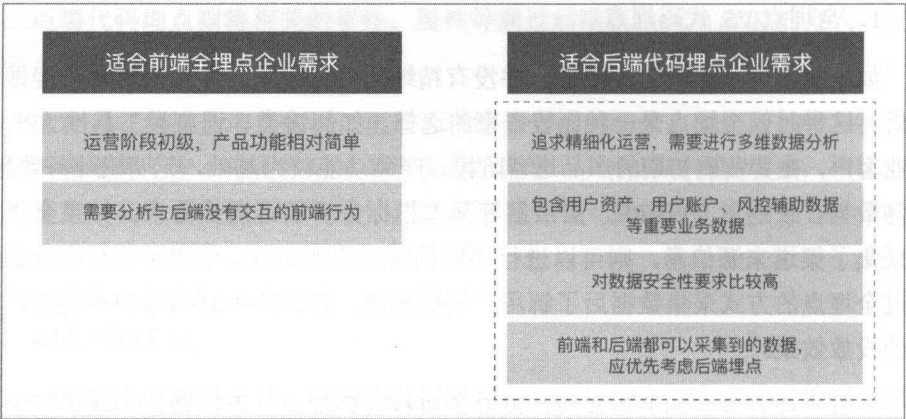 适合前端全埋点企业需求
运营阶段初级，产品功能相对简单
需要分析与后端没有交互的前端行为
适合后端代码埋点企业需求
追求精细化运营，需要进行多维数据分析
包含用户资产、用户账户、风控辅助数据
等重要业务数据
对数据安全性要求比较高
前端和后端都可以采集到的数据，
应优先考虑后端埋点